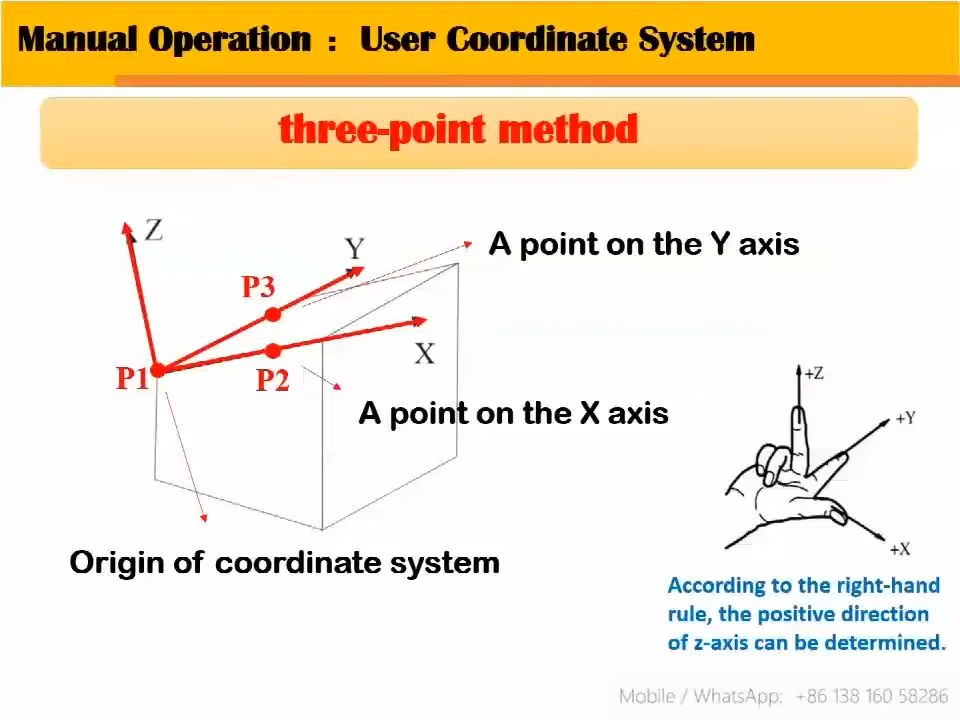 Manual Operation : User Coordinate System
three-point method
Z
Y
A point on the Y axis
P3
X
P1
P2
A point on the X axis
+Z
+Y
+X
Origin of coordinate system
According to the right-hand
rule, the positive direction
of z-axis can be determined.
Mobile / WhatsApp: +86 138 160 58286